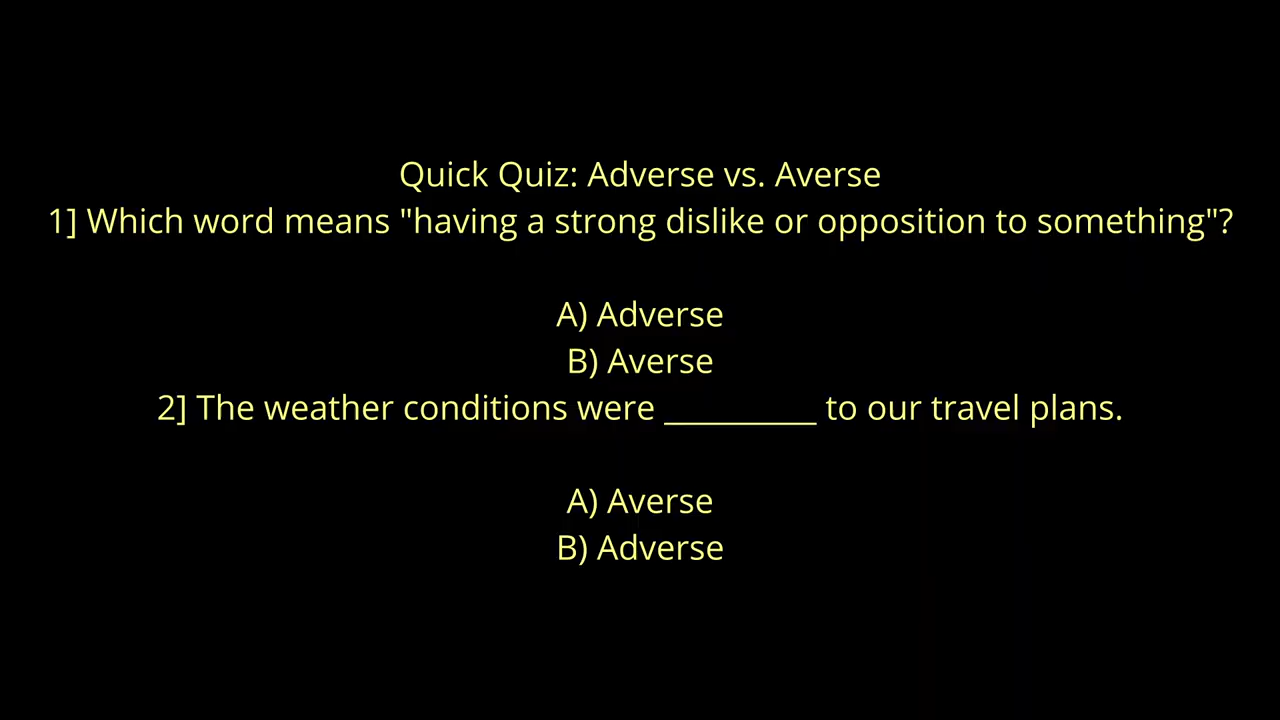 Quick Quiz: Adverse vs. Averse
1] Which word means "having a strong dislike or opposition to something"?
A) Adverse
B) Averse
2] The weather conditions were _________ to our travel plans.
A) Averse
B) Adverse